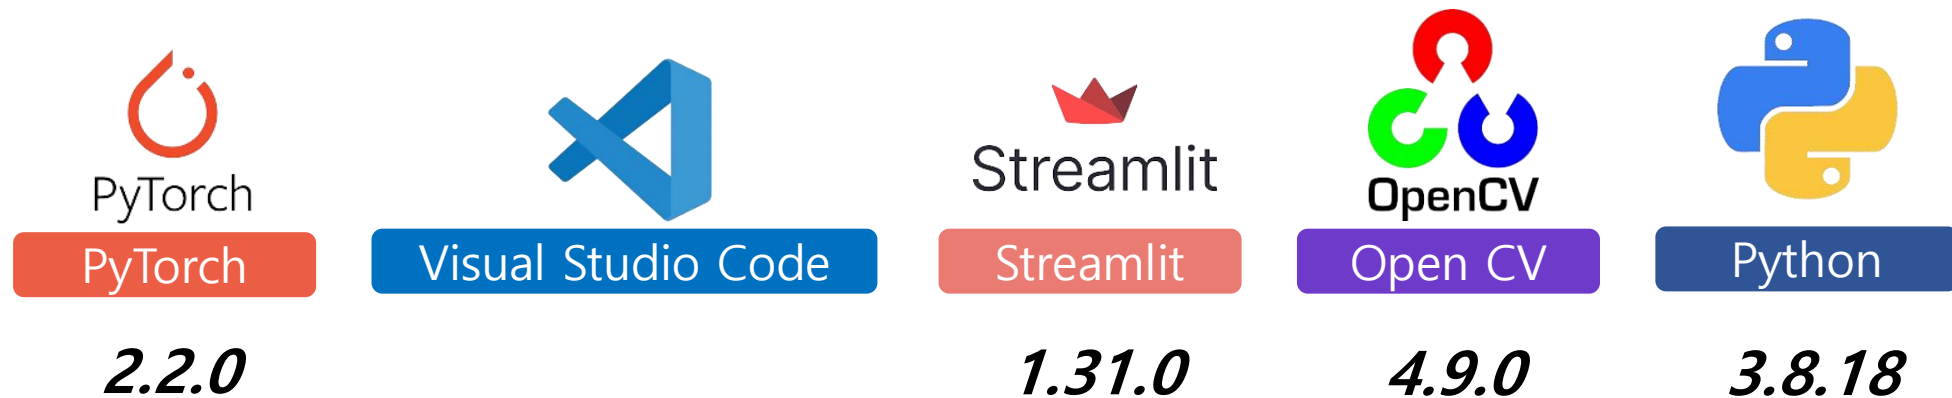 PyTorch
Streamlit
OpenCV
PyTorch
Visual Studio Code
Streamlit
Open CV
Python
2.2.0
1.31.0
4.9.0
3.8.18